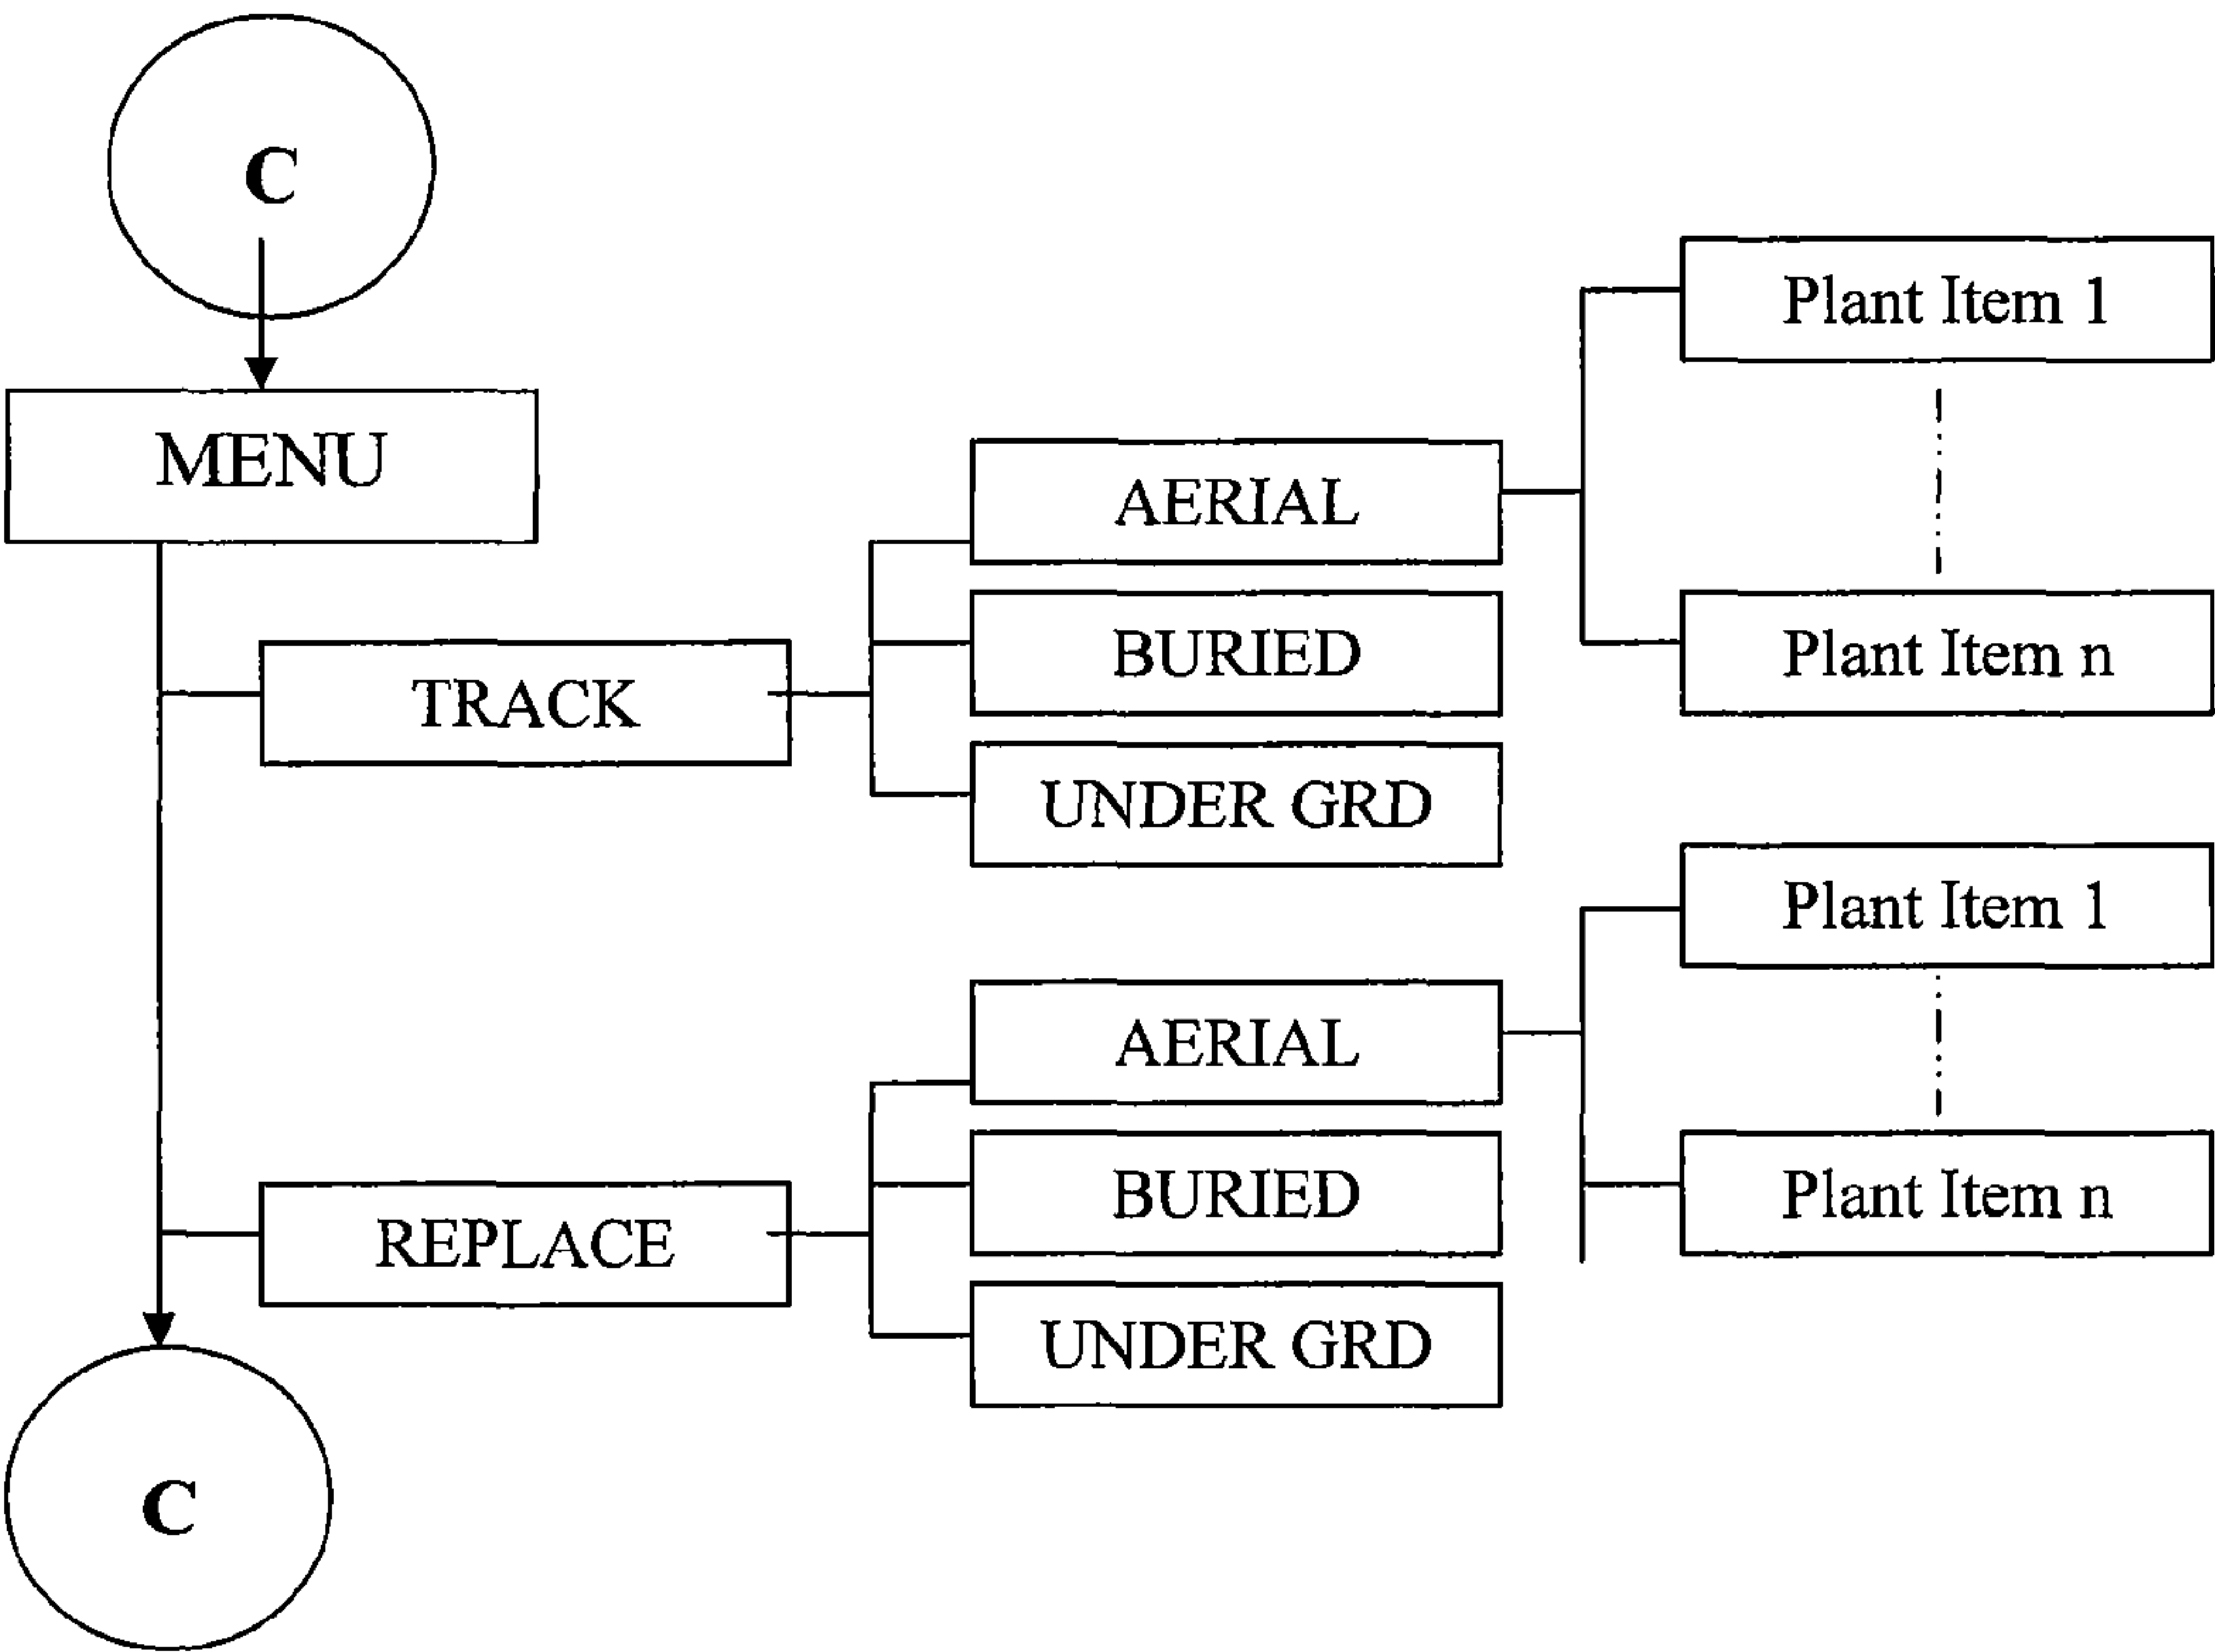 C
MENU
TRACK
AERIAL
BURIED
UNDER GRD
Plant Item 1
Plant Item n
REPLACE
AERIAL
BURIED
UNDER GRD
Plant Item 1
Plant Item n
C